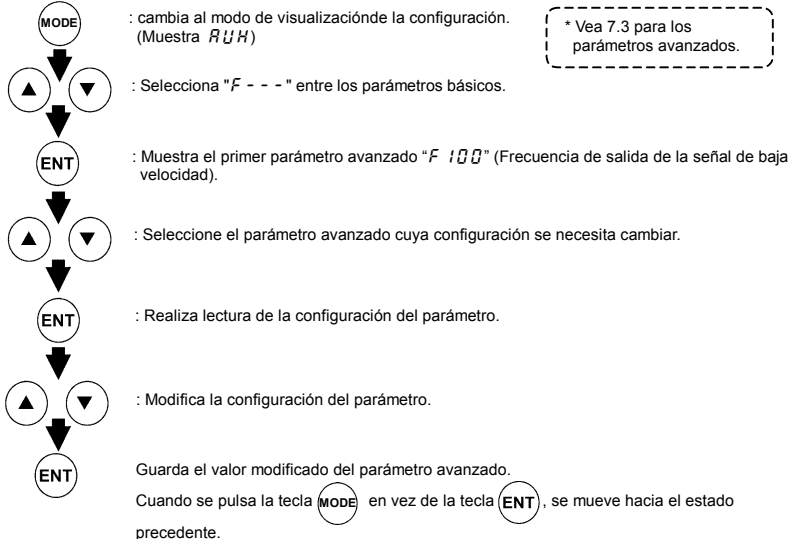 MODE
: cambia al modo de visualizaciónde la configuración.
(Muestra AUH)
* Vea 7.3 para los
parámetros avanzados.
▲ ▼
: Selecciona "F - - -" entre los parámetros básicos.
ENT
: Muestra el primer parámetro avanzado “F 100” (Frecuencia de salida de la señal de baja
velocidad).
▲ ▼
: Seleccione el parámetro avanzado cuya configuración se necesita cambiar.
ENT
: Realiza lectura de la configuración del parámetro.
▲ ▼
: Modifica la configuración del parámetro.
ENT
Guarda el valor modificado del parámetro avanzado.
Cuando se pulsa la tecla MODE en vez de la tecla ENT, se mueve hacia el estado
precedente.